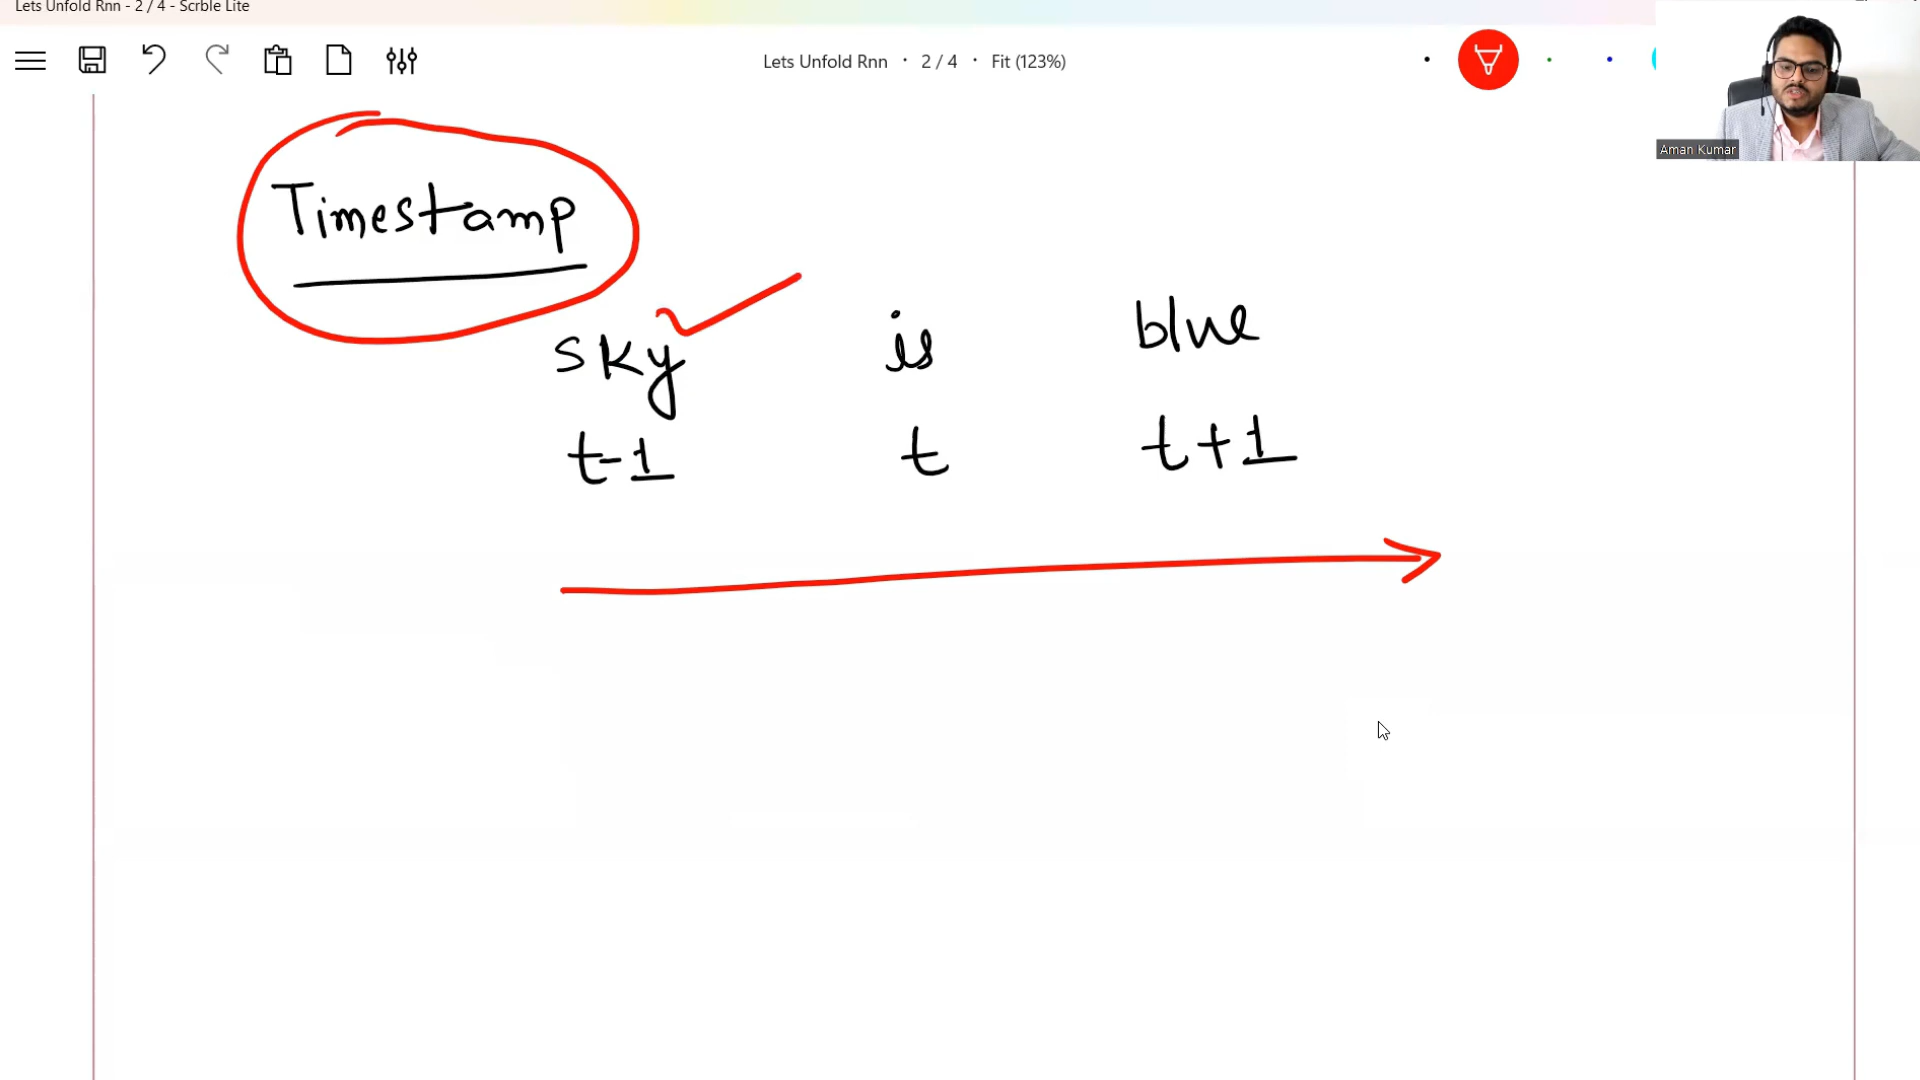 Lets Unfold Rnn - 2 / 4 - Scrble Lite
Lets Unfold Rnn · 2 / 4 · Fit (123%)
Aman Kumar
Timestamp
sky is blue
t-1 t t+1